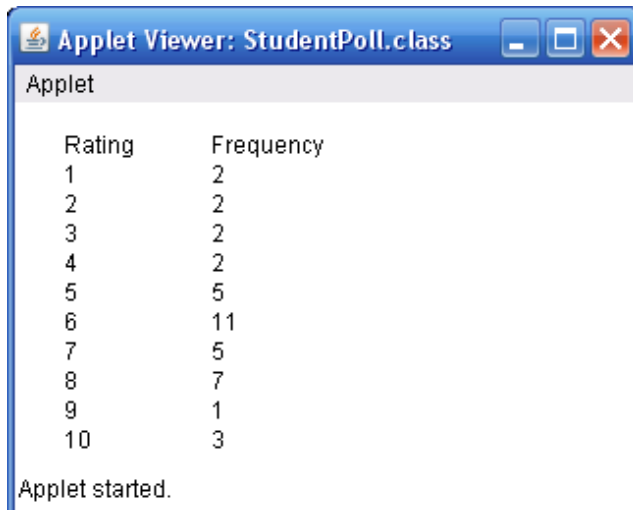 Applet Viewer: StudentPoll.class
Applet
Rating Frequency
1 2
2 2
3 2
4 2
5 5
6 11
7 5
8 7
9 1
10 3
Applet started.